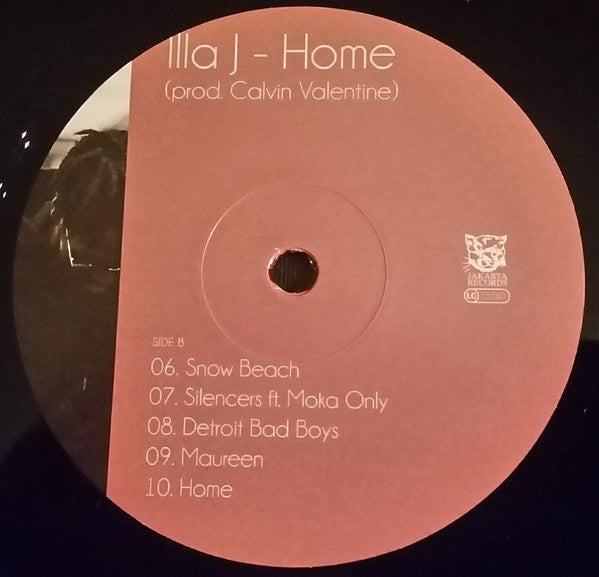 Illa J - Home
(prod. Calvin Valentine)
JAKARTA
RECORDS
LC
SIDE B
06. Snow Beach
07. Silencers ft. Moka Only
08. Detroit Bad Boys
09. Maureen
10. Home